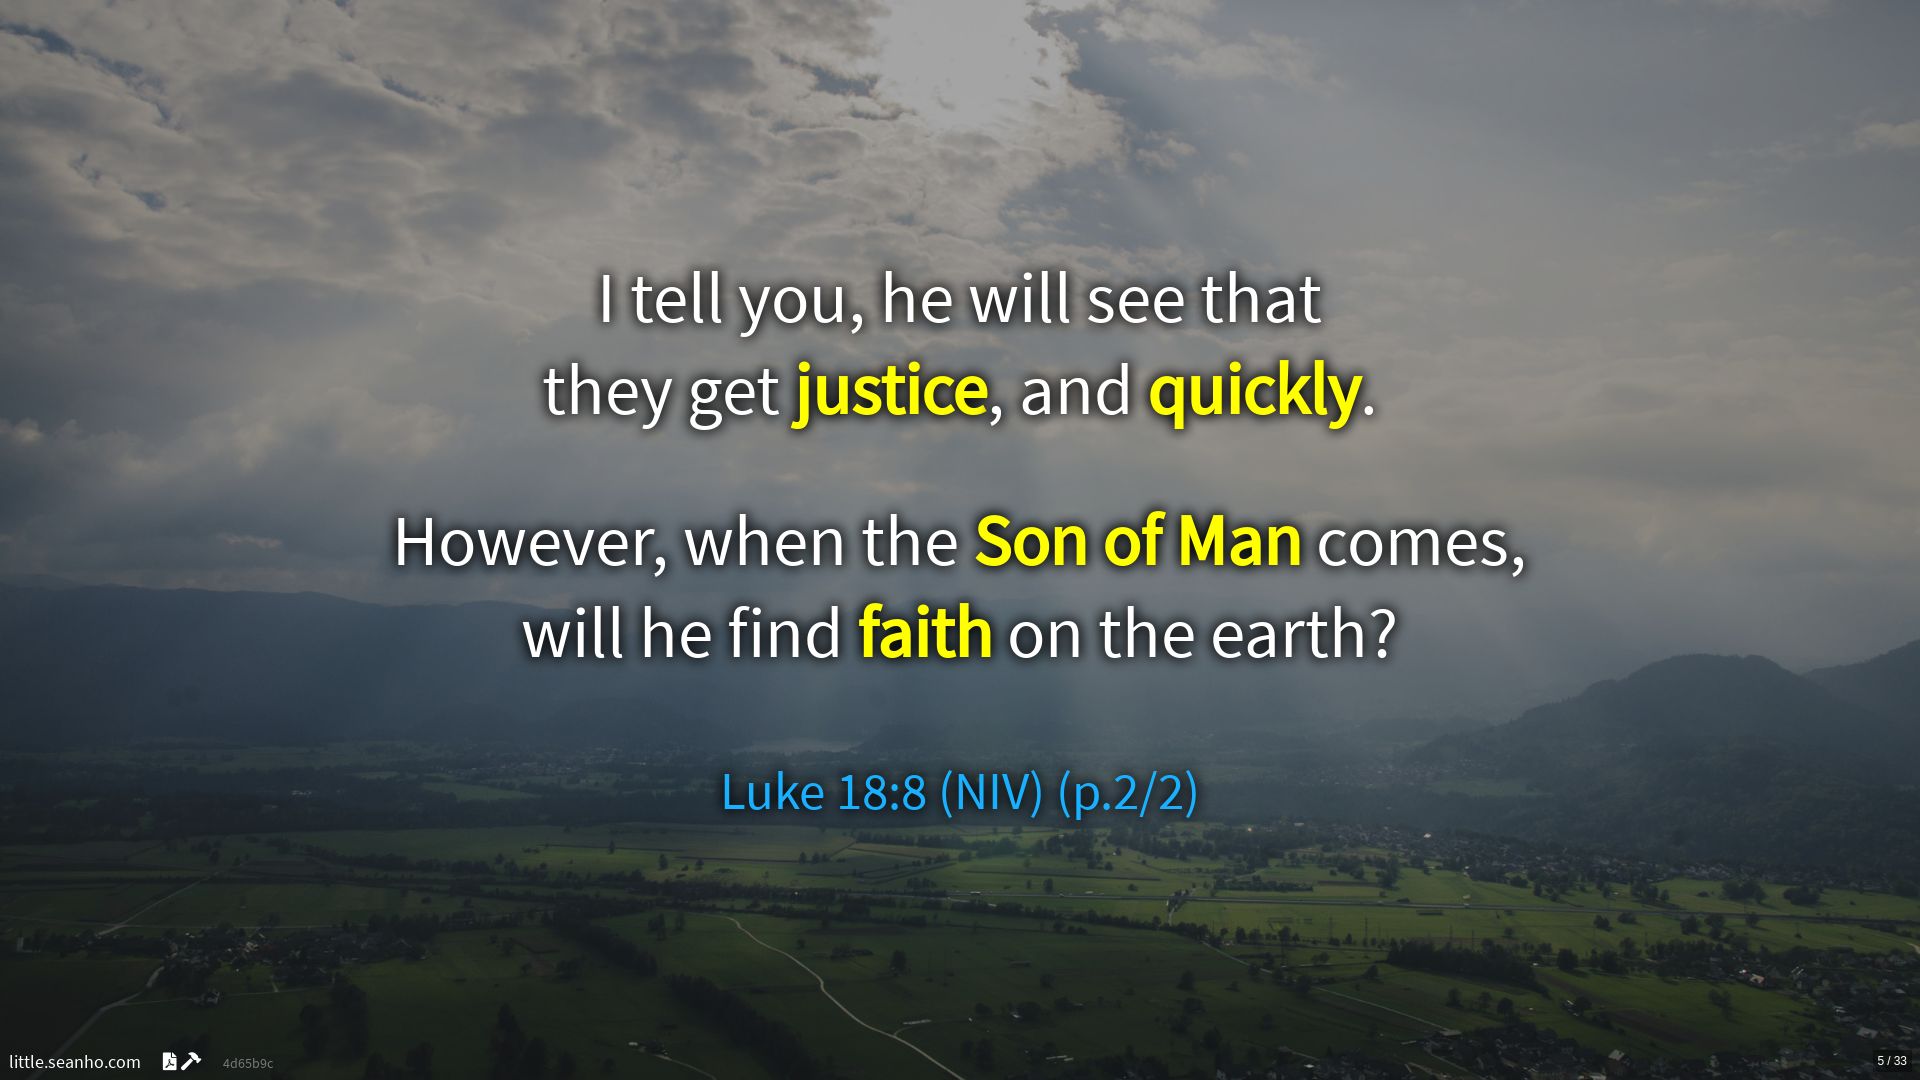 I tell you, he will see that
they get justice, and quickly.
However, when the Son of Man comes,
will he find faith on the earth?
Luke 18:8 (NIV) (p.2/2)
little.seanho.com
4d65b9c
5 / 33